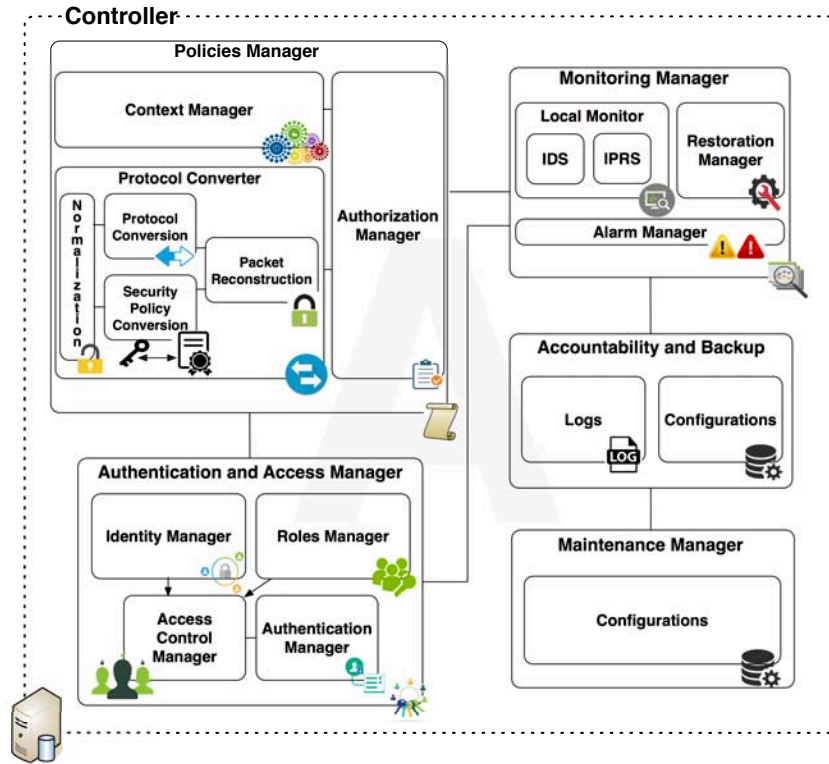 Controller
Policies Manager
Context Manager
Protocol Converter
Normalization
Protocol
Conversion
Security
Policy
Conversion
Packet
Reconstruction
Authorization
Manager
Monitoring Manager
Local Monitor
IDS
IPRS
Restoration
Manager
Alarm Manager
Accountability and Backup
Logs
LOG
Configurations
Authentication and Access Manager
Identity Manager
Roles Manager
Access
Control
Manager
Authentication
Manager
Maintenance Manager
Configurations
A